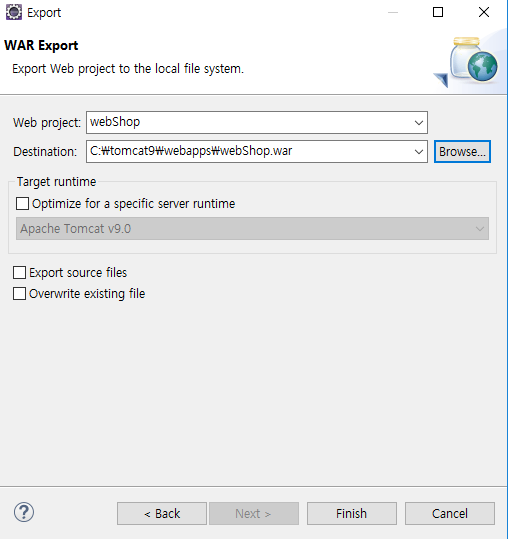 Export
WAR Export
Export Web project to the local file system.
Web project: webShop
Destination: C:₩tomcat9₩webapps₩webShop.war Browse...
Target runtime
Optimize for a specific server runtime
Apache Tomcat v9.0
Export source files
Overwrite existing file
? < Back Next > Finish Cancel